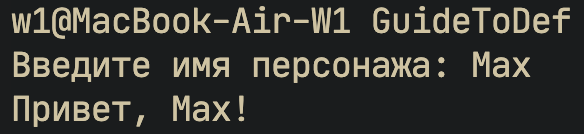 w1@MacBook-Air-W1 GuideToDef
Введите имя персонажа: Max
Привет, Max!